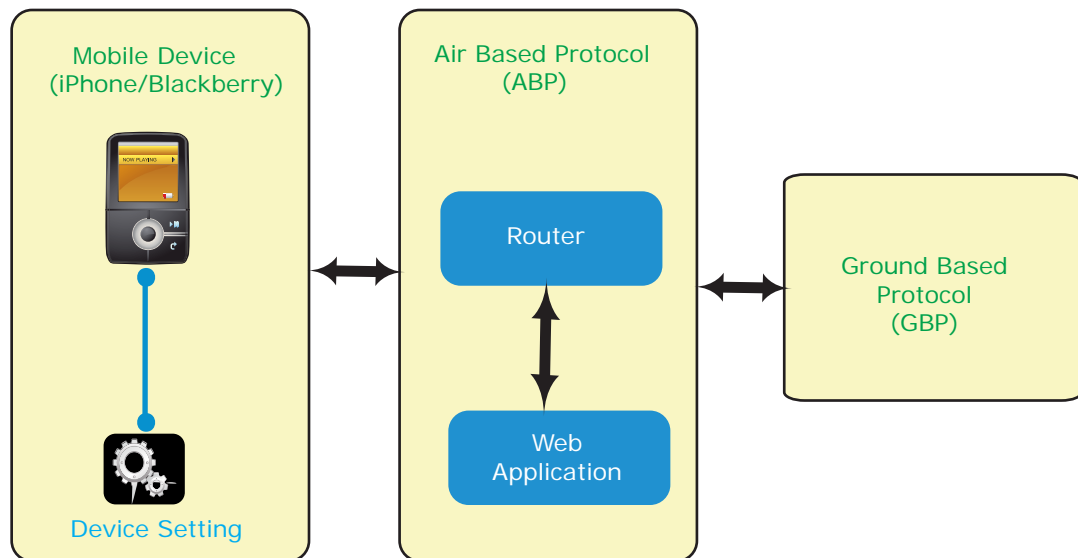 Mobile Device
(iPhone/Blackberry)
NOW PLAYING
Device Setting
Air Based Protocol
(ABP)
Router
Web
Application
Ground Based
Protocol
(GBP)